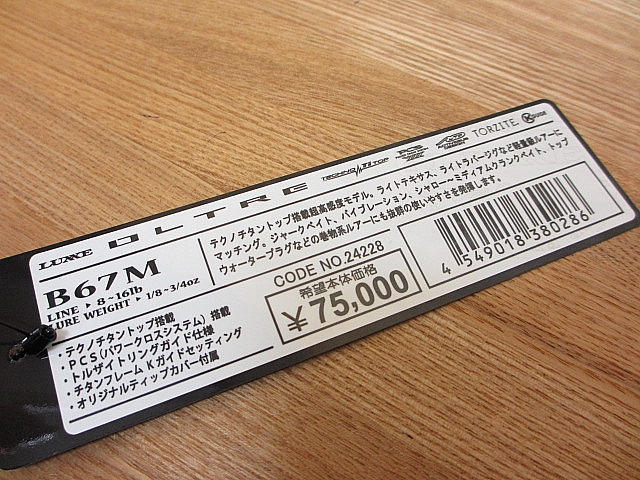 LUXXE OLTRE TECHNO Ti TOP PCS TORZITE. K GUIDE
B67M
LINE ▸ 8~16lb
LURE WEIGHT ▸ 1/8~3/4oz
テクノチタントップ搭載超高感度モデル。ライトテキサス、ライトラバージグなど軽量級ルアーに
マッチング。ジャークベイト、バイブレーション、シャロー~ミディアムクランクベイト、トップ
ウォータープラグなどの巻物系ルアーにも抜群の使いやすさを発揮します。
・テクノチタントップ搭載
・PCS(パワークロスシステム)搭載
・トルザイトリングガイド仕様
・チタンフレームKガイドセッティング
・オリジナルティップカバー付属
CODE NO.24228
希望本体価格
¥75,000
4 549018 380286